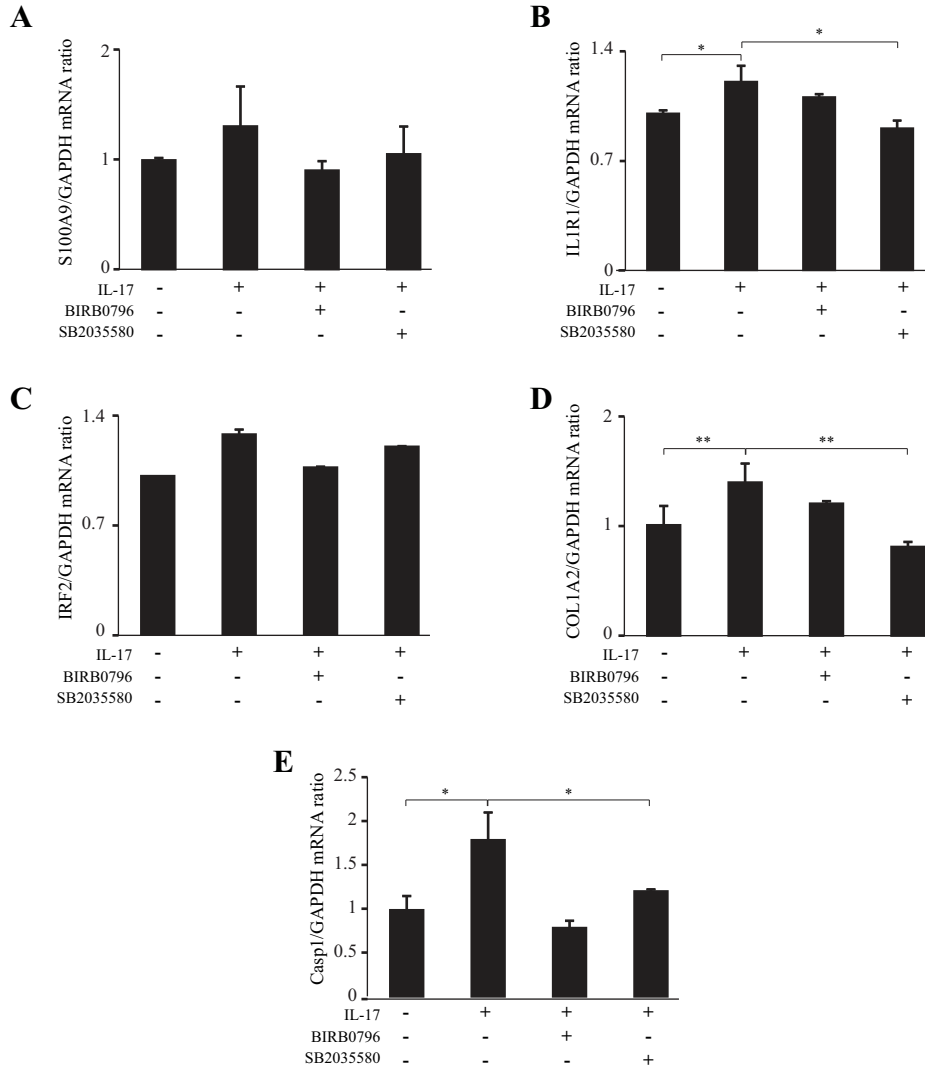 A
S100A9/GAPDH mRNA ratio
2
1
0
IL-17 - + + +
BIRB0796 - - + -
SB2035580 - - - +
B
IL1R1/GAPDH mRNA ratio
1.4
0.7
0
* *
IL-17 - + + +
BIRB0796 - - + -
SB2035580 - - - +
C
IRF2/GAPDH mRNA ratio
1.4
0.7
0
IL-17 - + + +
BIRB0796 - - + -
SB2035580 - - - +
D
COL1A2/GAPDH mRNA ratio
2
1
0
** **
IL-17 - + + +
BIRB0796 - - + -
SB2035580 - - - +
E
Casp1/GAPDH mRNA ratio
2.5
2
1.5
1
0.5
0
* *
IL-17 - + + +
BIRB0796 - - + -
SB2035580 - - - +